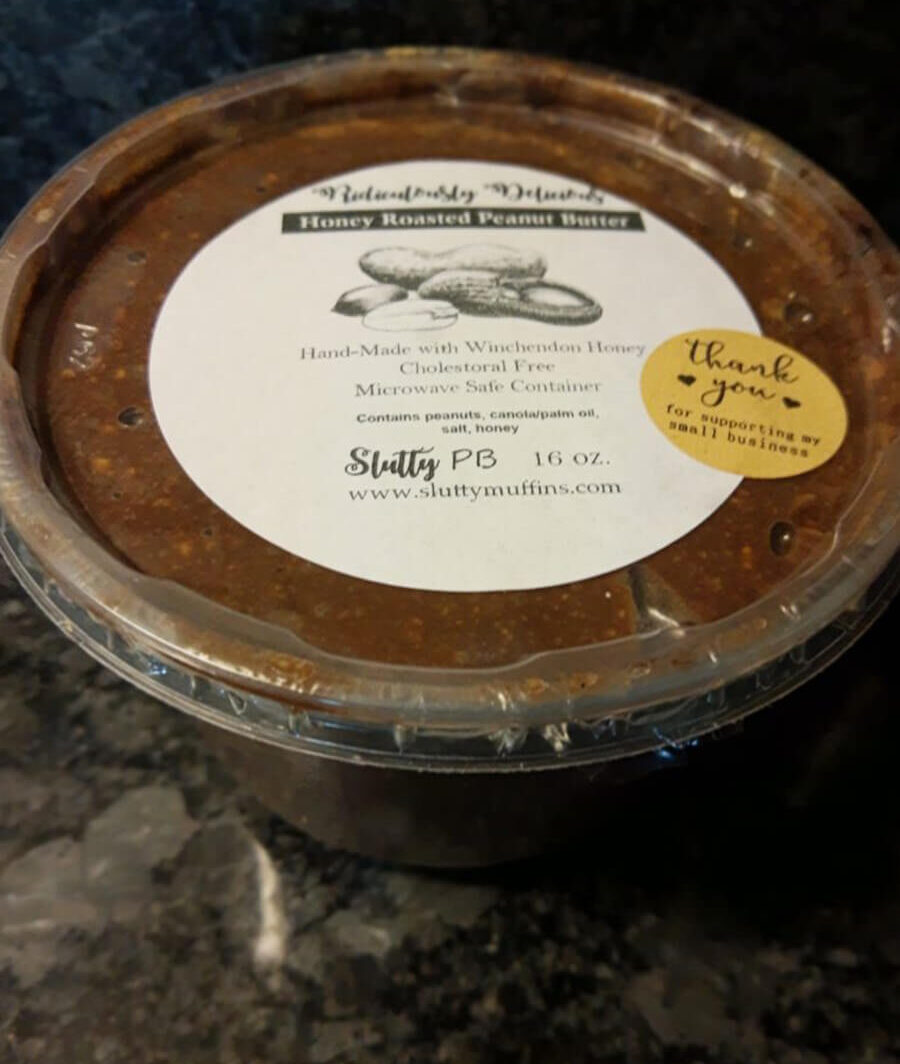 Ridiculously Delicious
Honey Roasted Peanut Butter
Hand-Made with Winchendon Honey
Cholestoral Free
Microwave Safe Container
Contains peanuts, canola/palm oil,
salt, honey
Slutty PB 16 oz.
www.sluttymuffins.com
thank
you
for supporting my
small business